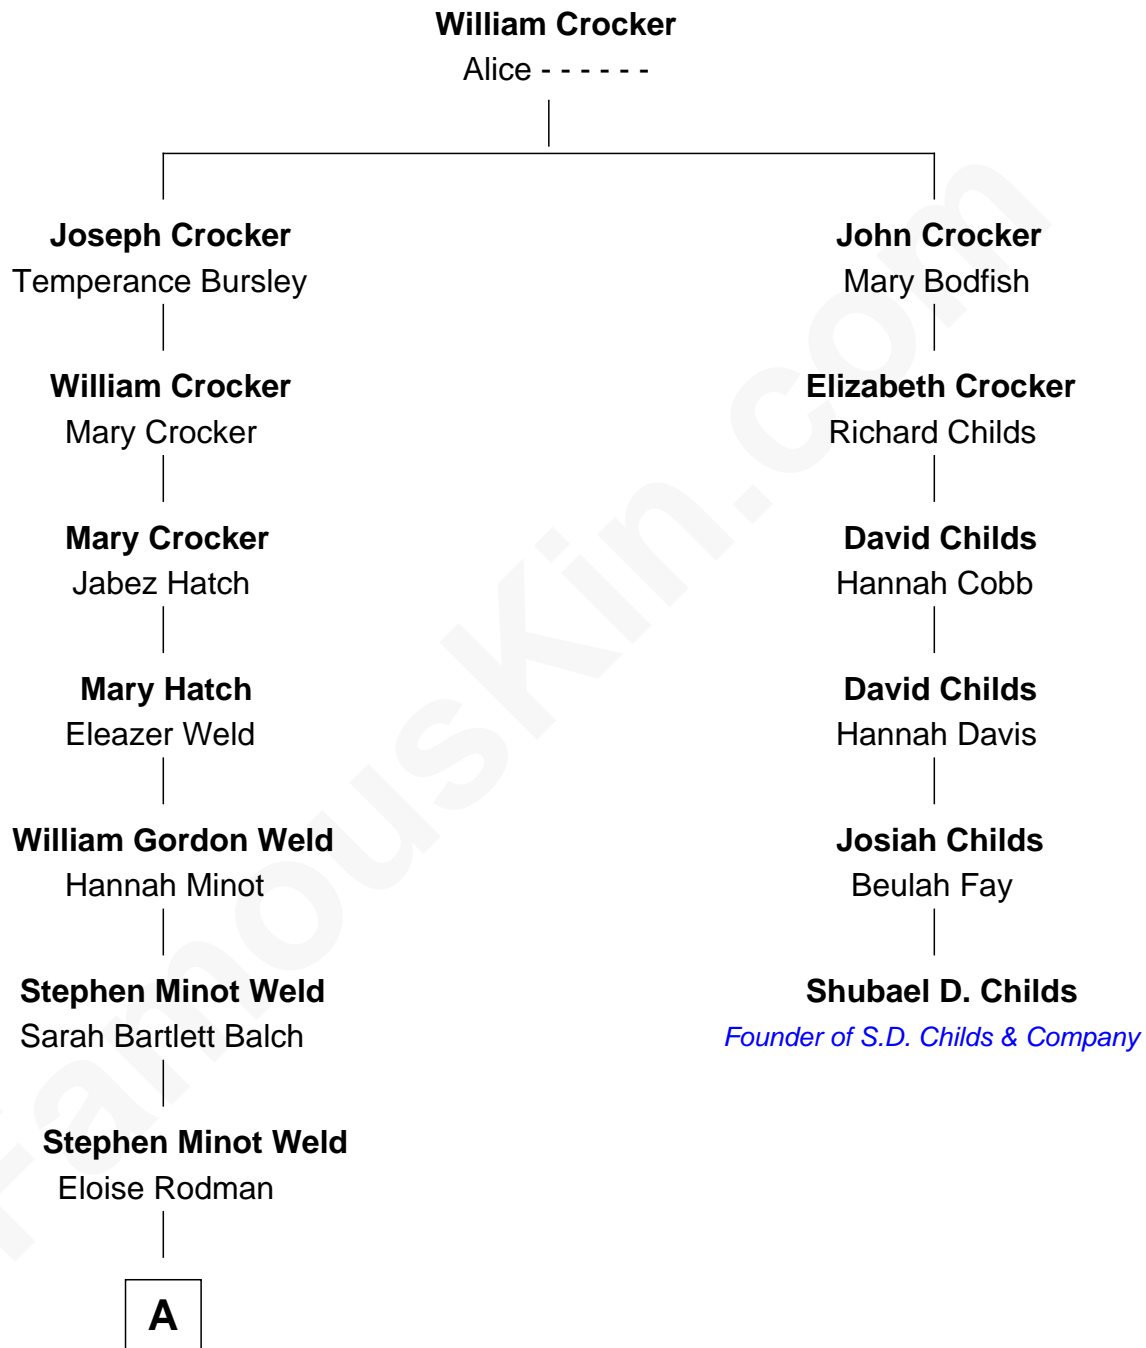 William Crocker
Alice - - - - - -
Joseph Crocker
Temperance Bursley
John Crocker
Mary Bodfish
William Crocker
Mary Crocker
Elizabeth Crocker
Richard Childs
Mary Crocker
Jabez Hatch
David Childs
Hannah Cobb
Mary Hatch
Eleazer Weld
David Childs
Hannah Davis
William Gordon Weld
Hannah Minot
Josiah Childs
Beulah Fay
Stephen Minot Weld
Sarah Bartlett Balch
Shubael D. Childs
Founder of S.D. Childs & Company
Stephen Minot Weld
Eloise Rodman
A
FamousKin.com